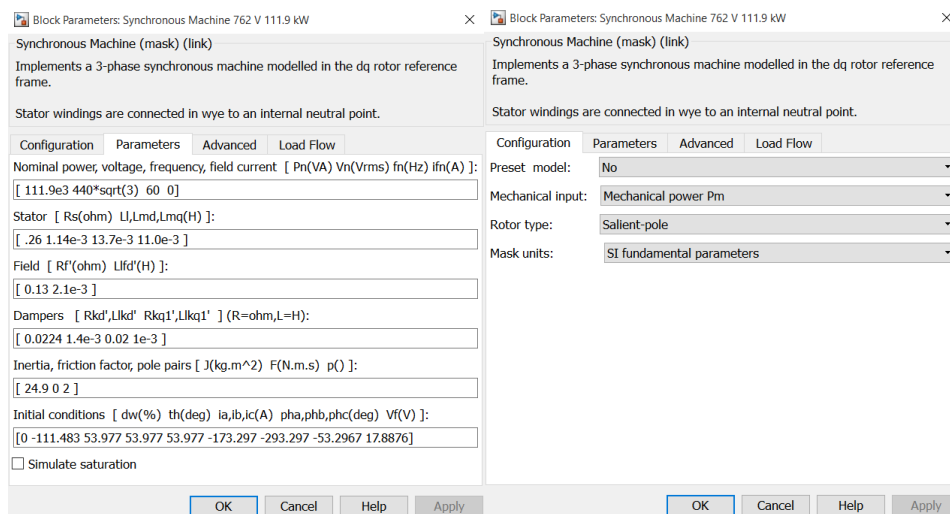 Block Parameters: Synchronous Machine 762 V 111.9 kW
Synchronous Machine (mask) (link)
Implements a 3-phase synchronous machine modelled in the dq rotor reference
frame.
Stator windings are connected in wye to an internal neutral point.
Configuration Parameters Advanced Load Flow
Nominal power, voltage, frequency, field current [ Pn(VA) Vn(Vrms) fn(Hz) ifn(A) ]:
[ 111.9e3 440*sqrt(3) 60 0]
Stator [ Rs(ohm) Ll,Lmd,Lmq(H) ]:
[ .26 1.14e-3 13.7e-3 11.0e-3 ]
Field [ Rf'(ohm) Llfd'(H) ]:
[ 0.13 2.1e-3 ]
Dampers [ Rkd',Llkd' Rkq1',Llkq1' ] (R=ohm,L=H):
[ 0.0224 1.4e-3 0.02 1e-3 ]
Inertia, friction factor, pole pairs [ J(kg.m^2) F(N.m.s) p() ]:
[ 24.9 0 2 ]
Initial conditions [ dw(%) th(deg) ia,ib,ic(A) pha,phb,phc(deg) Vf(V) ]:
[0 -111.483 53.977 53.977 53.977 -173.297 -293.297 -53.2967 17.8876]
Simulate saturation
OK Cancel Help Apply
Block Parameters: Synchronous Machine 762 V 111.9 kW
Synchronous Machine (mask) (link)
Implements a 3-phase synchronous machine modelled in the dq rotor reference
frame.
Stator windings are connected in wye to an internal neutral point.
Configuration Parameters Advanced Load Flow
Preset model: No
Mechanical input: Mechanical power Pm
Rotor type: Salient-pole
Mask units: SI fundamental parameters
OK Cancel Help Apply